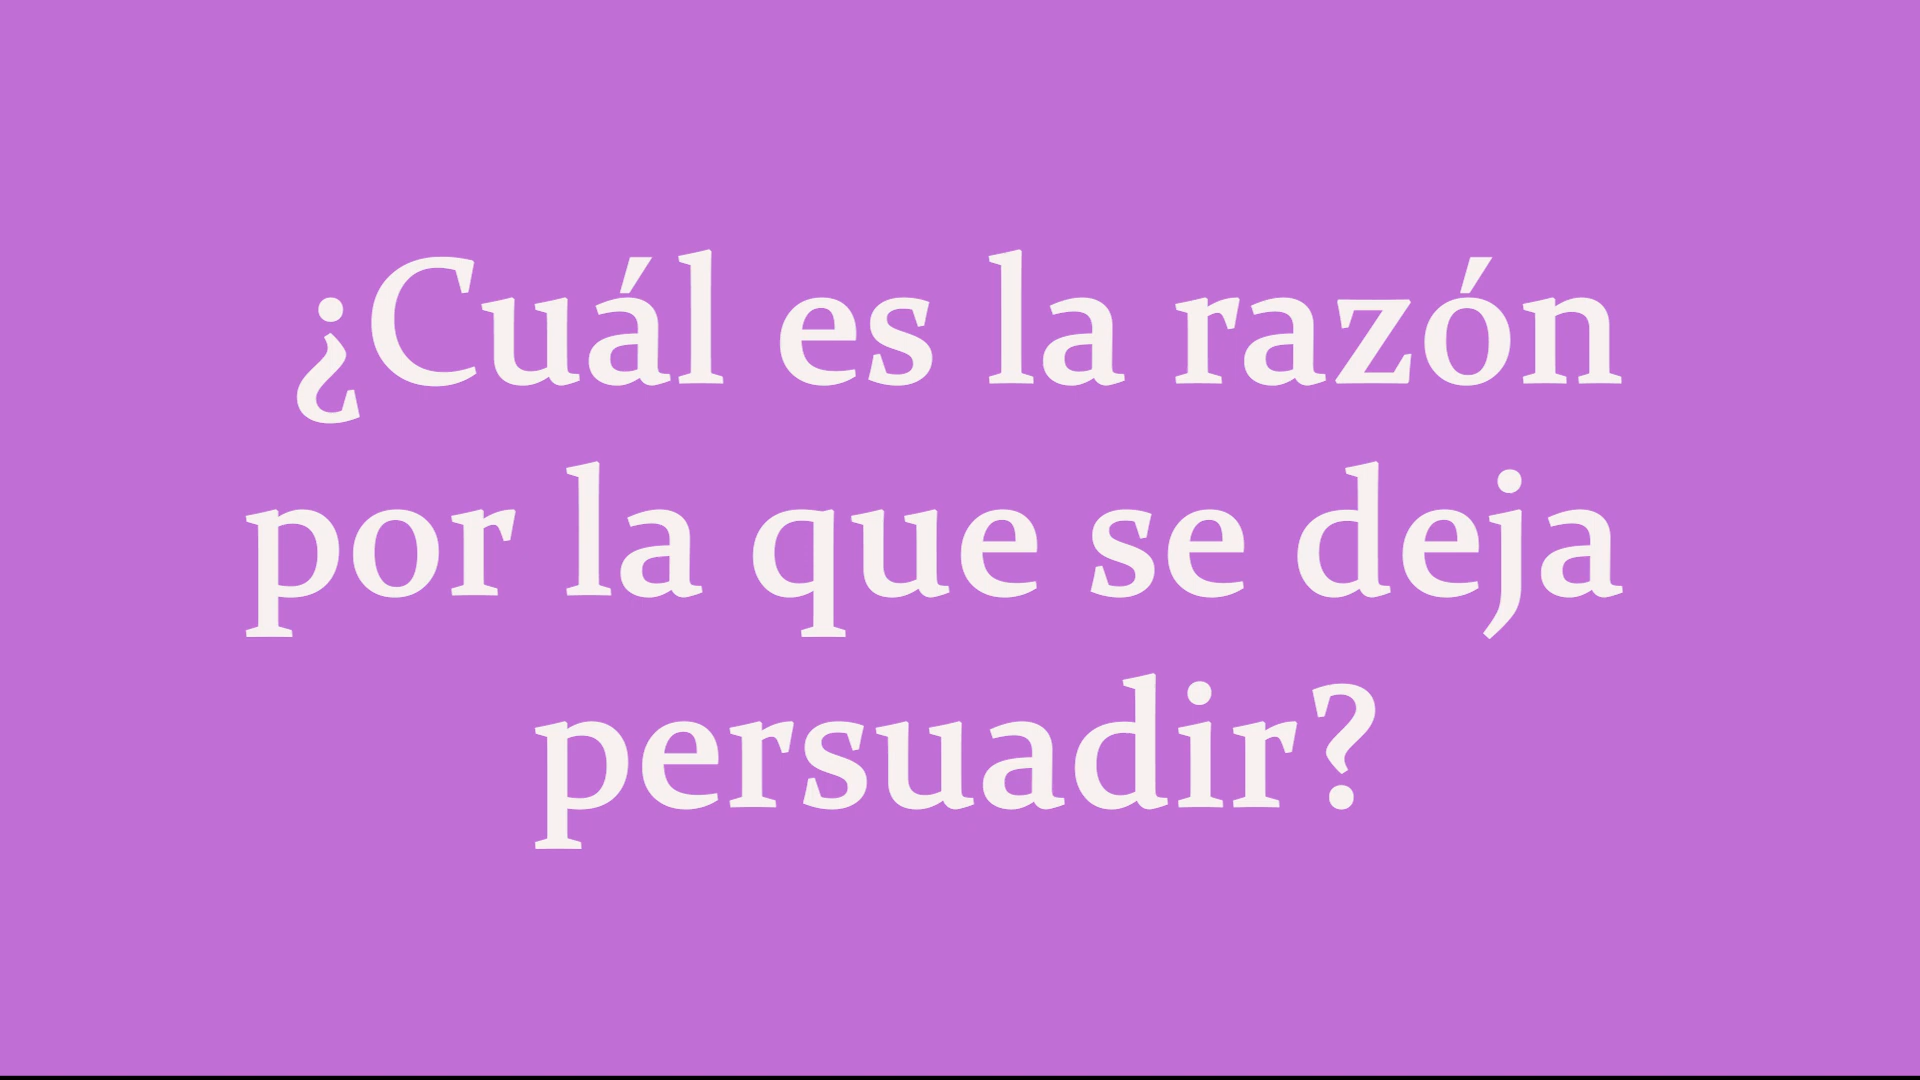 ¿Cuál es la razón
por la que se deja
persuadir?